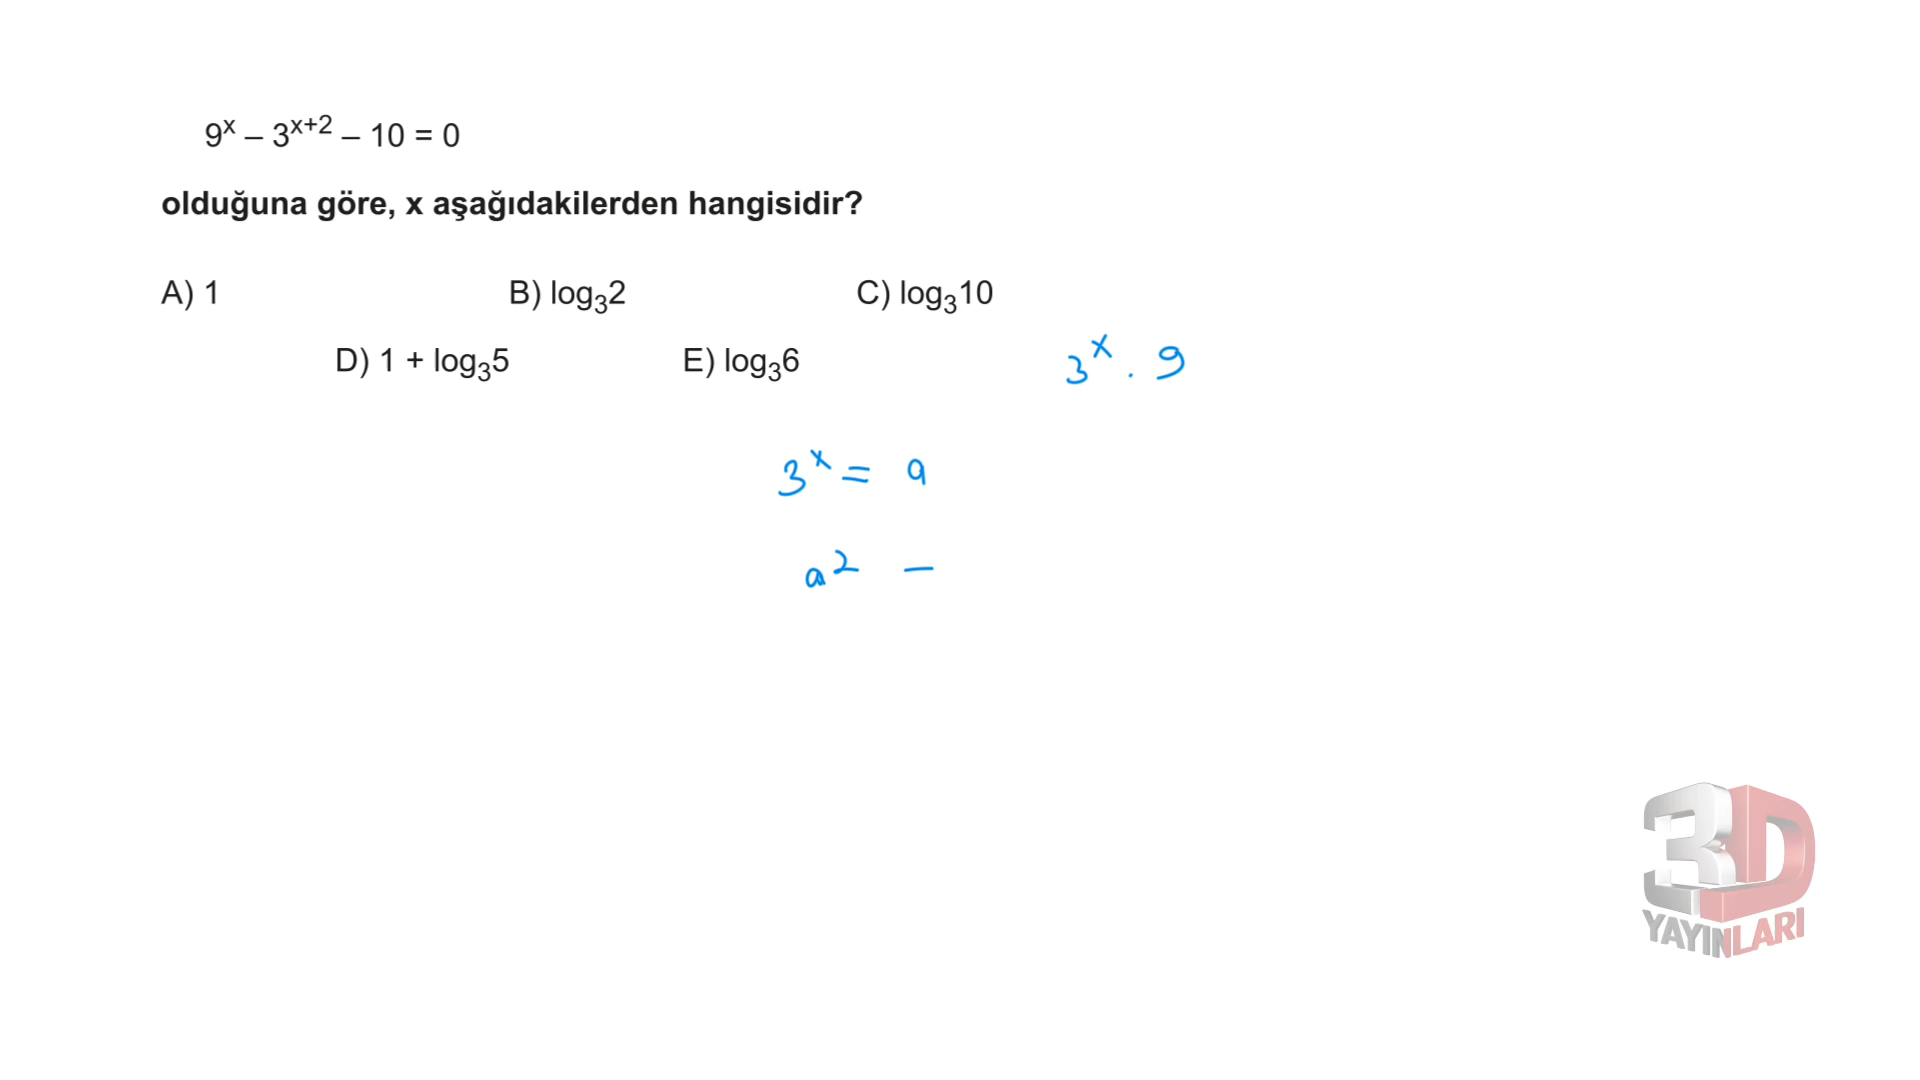 9ˣ – 3ˣ⁺² – 10 = 0
olduğuna göre, x aşağıdakilerden hangisidir?
A) 1 B) log₃2 C) log₃10
D) 1 + log₃5 E) log₃6
3ˣ . 9
3ˣ = a
a² –
3D
YAYINLARI